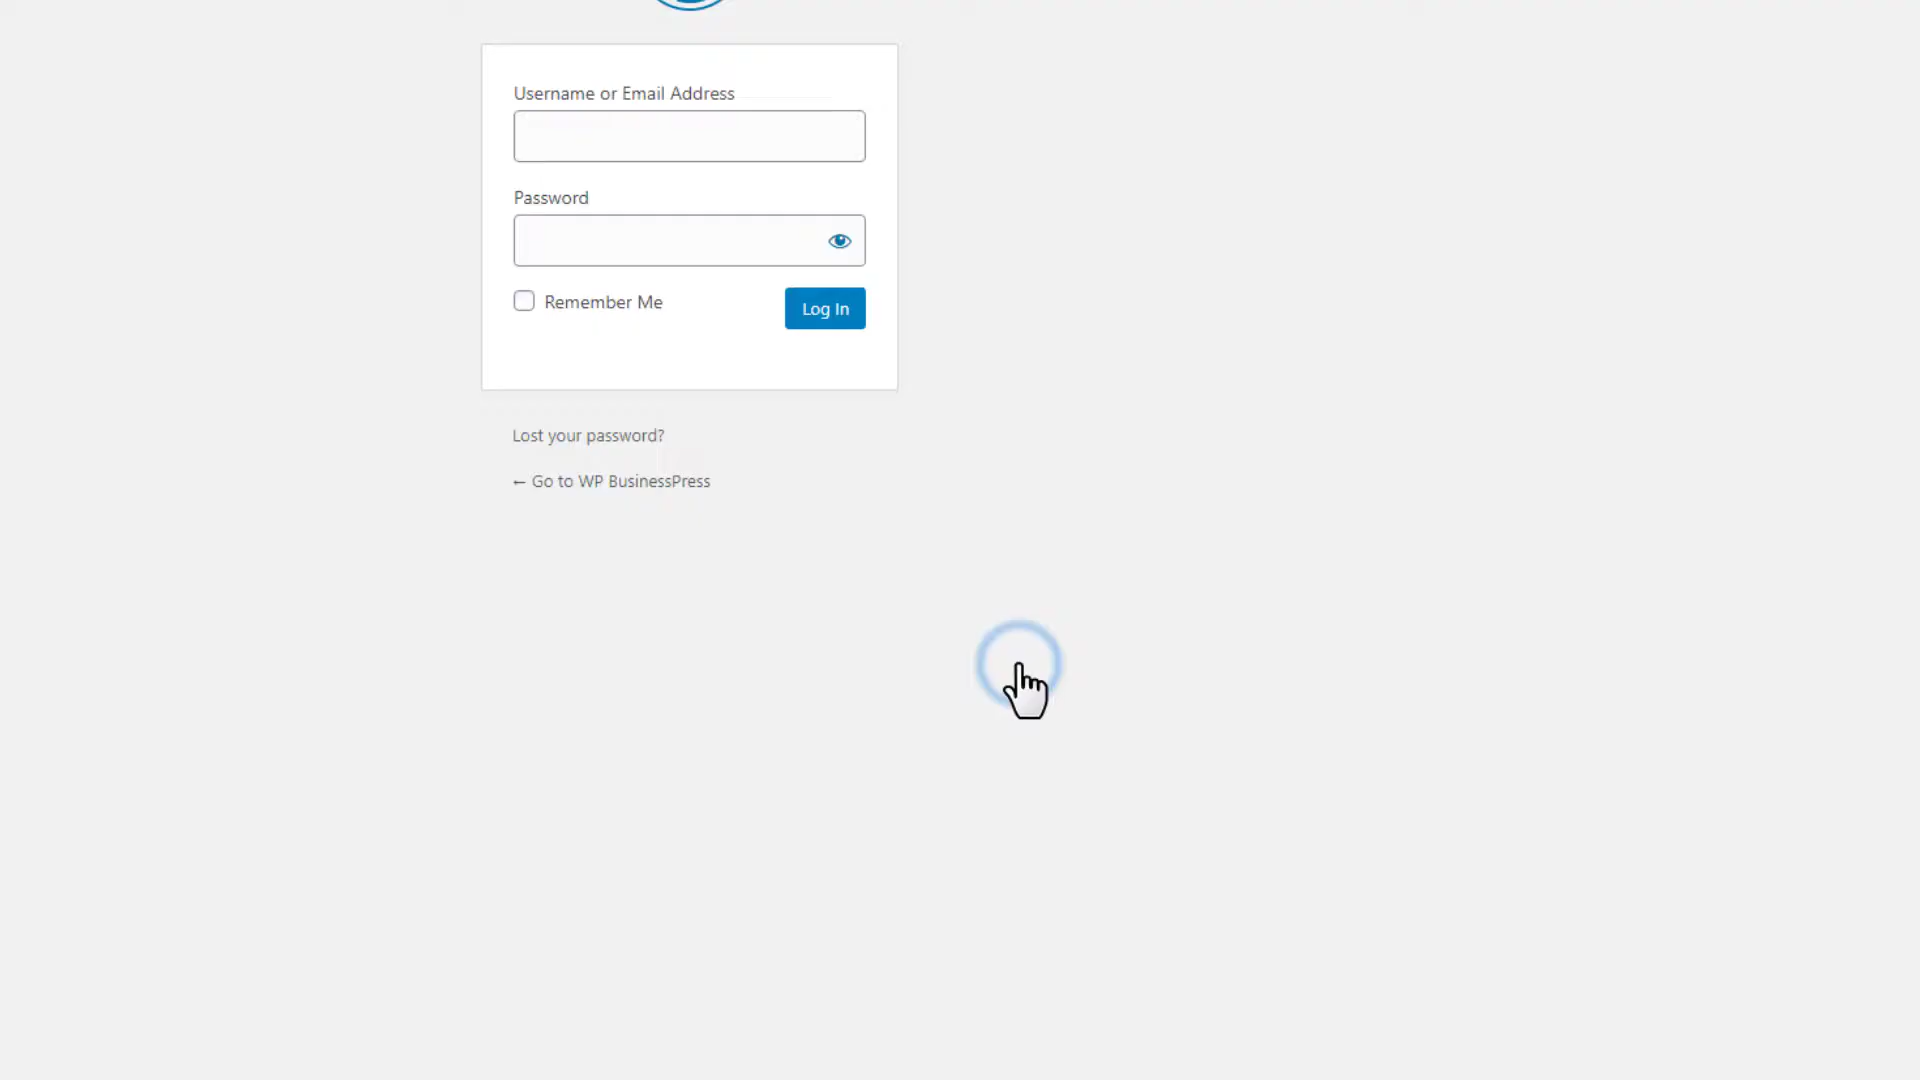 Username or Email Address
Password
Remember Me
Log In
Lost your password?
← Go to WP BusinessPress